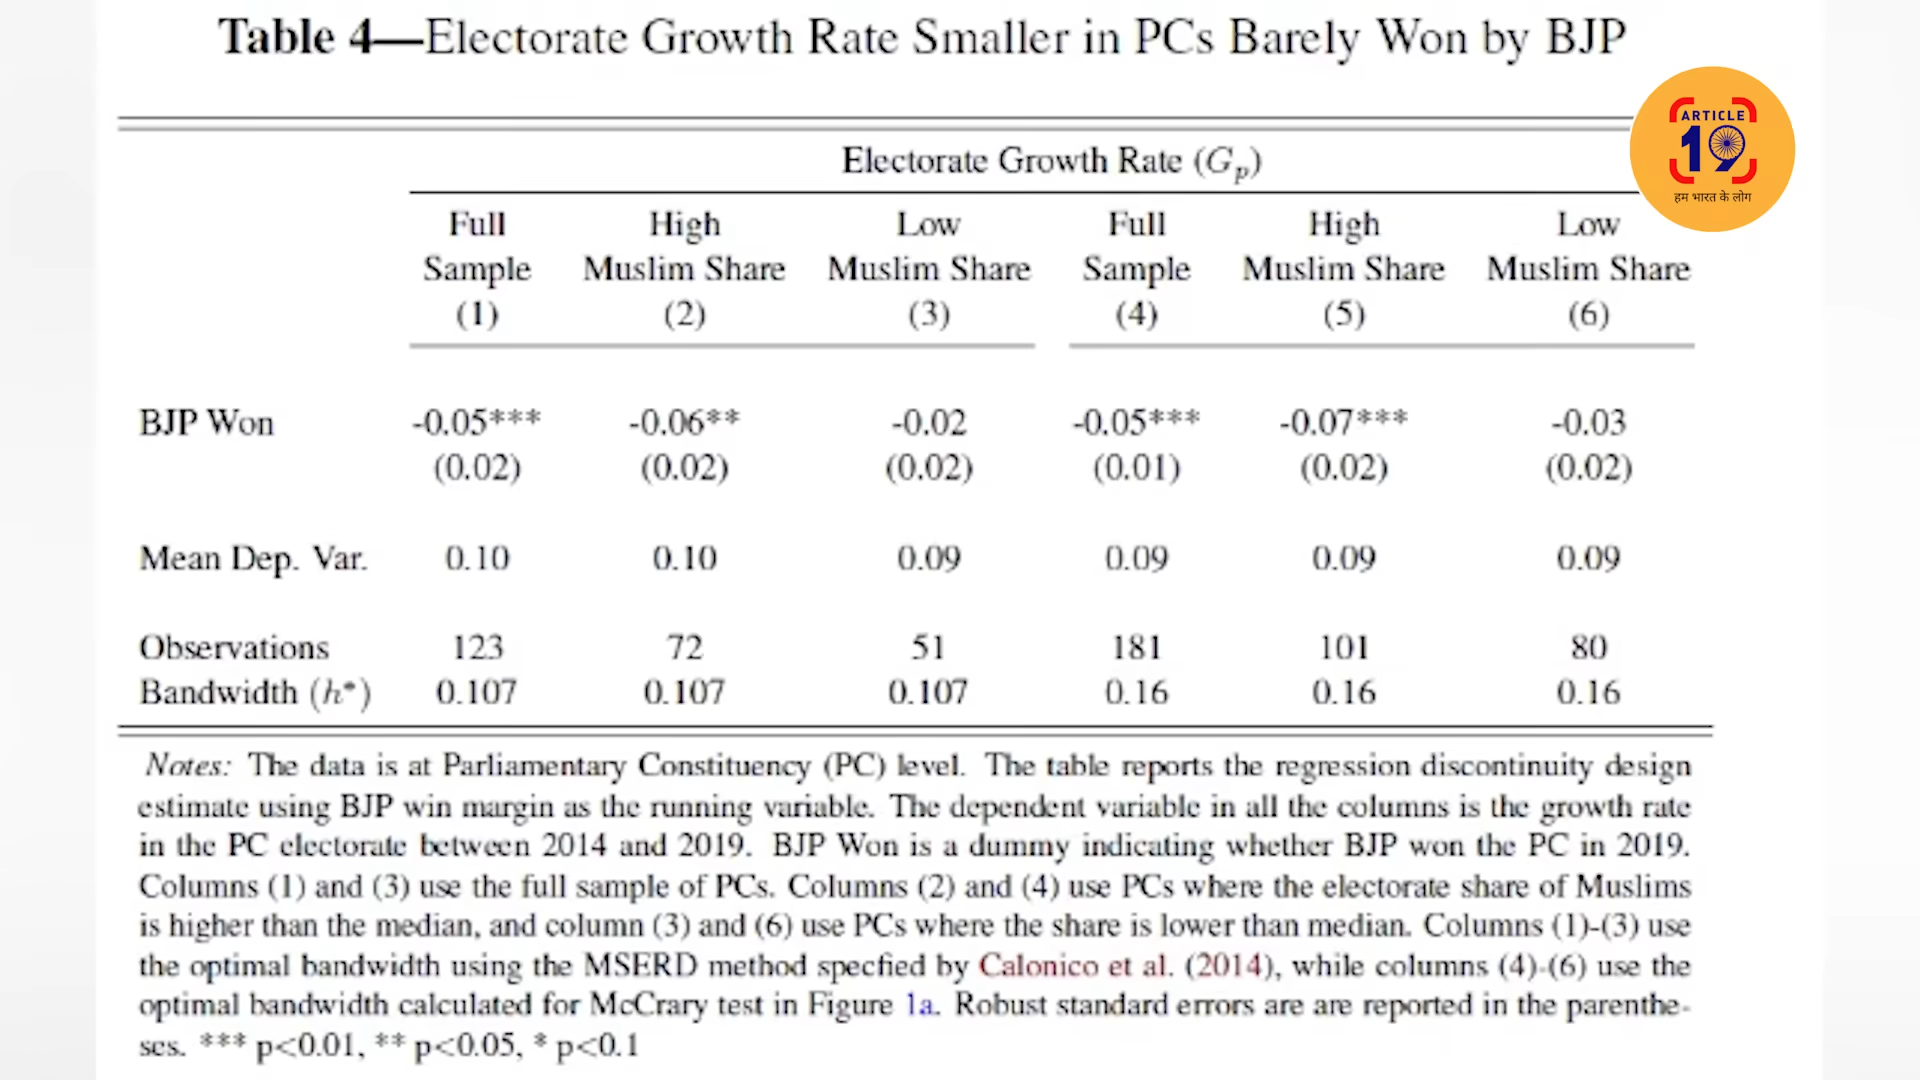 Table 4—Electorate Growth Rate Smaller in PCs Barely Won by BJP
ARTICLE
19
हम भारत के लोग
Electorate Growth Rate (Gp)
Full High Low Full High Low
Sample Muslim Share Muslim Share Sample Muslim Share Muslim Share
(1) (2) (3) (4) (5) (6)
BJP Won -0.05*** -0.06** -0.02 -0.05*** -0.07*** -0.03
(0.02) (0.02) (0.02) (0.01) (0.02) (0.02)
Mean Dep. Var. 0.10 0.10 0.09 0.09 0.09 0.09
Observations 123 72 51 181 101 80
Bandwidth (h*) 0.107 0.107 0.107 0.16 0.16 0.16
Notes: The data is at Parliamentary Constituency (PC) level. The table reports the regression discontinuity design
estimate using BJP win margin as the running variable. The dependent variable in all the columns is the growth rate
in the PC electorate between 2014 and 2019. BJP Won is a dummy indicating whether BJP won the PC in 2019.
Columns (1) and (3) use the full sample of PCs. Columns (2) and (4) use PCs where the electorate share of Muslims
is higher than the median, and column (3) and (6) use PCs where the share is lower than median. Columns (1)-(3) use
the optimal bandwidth using the MSERD method specfied by Calonico et al. (2014), while columns (4)-(6) use the
optimal bandwidth calculated for McCrary test in Figure 1a. Robust standard errors are are reported in the parenthe-
ses. *** p<0.01, ** p<0.05, * p<0.1